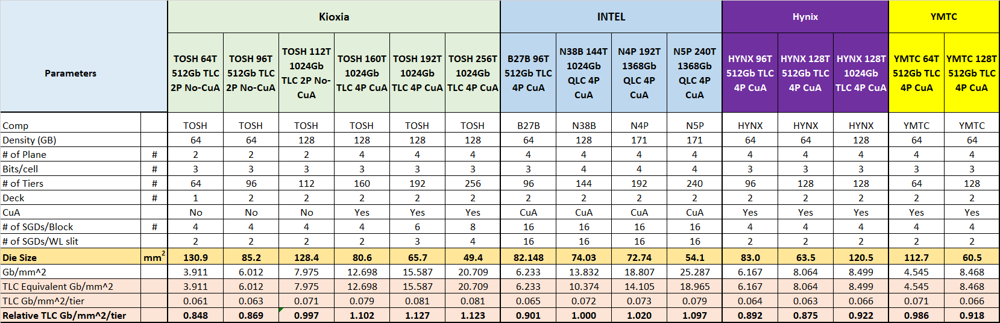 Parameters
Kioxia
INTEL
Hynix
YMTC
TOSH 64T
512Gb TLC
2P No-CuA
TOSH 96T
512Gb TLC
2P No-CuA
TOSH 112T
1024Gb
TLC 2P No-
CuA
TOSH 160T
1024Gb
TLC 4P CuA
TOSH 192T
1024Gb
TLC 4P CuA
TOSH 256T
1024Gb
TLC 4P CuA
B27B 96T
512Gb TLC
4P CuA
N38B 144T
1024Gb
QLC 4P
CuA
N4P 192T
1368Gb
QLC 4P
CuA
N5P 240T
1368Gb
QLC 4P
CuA
HYNX 96T
512Gb TLC
4P CuA
HYNX 128T
512Gb TLC
4P CuA
HYNX 128T
1024Gb
TLC 4P CuA
YMTC 64T
512Gb TLC
4P CuA
YMTC 128T
512Gb TLC
4P CuA
Comp TOSH TOSH TOSH TOSH TOSH TOSH B27B N38B N4P N5P HYNX HYNX HYNX YMTC YMTC
Density (GB) 64 64 128 128 128 128 64 128 171 171 64 64 128 64 64
# of Plane # 2 2 2 4 4 4 4 4 4 4 4 4 4 4 4
Bits/cell # 3 3 3 3 3 3 3 4 4 4 3 3 3 3 3
# of Tiers # 64 96 112 160 192 256 96 144 192 240 96 128 128 64 128
Deck # 1 2 2 2 2 2 2 2 2 2 2 2 2 2 2
CuA No No No Yes Yes Yes CuA CuA CuA CuA Yes Yes Yes Yes Yes
# of SGDs/Block # 4 4 4 4 6 8 16 16 16 16 4 4 4 4 4
# of SGDs/WL slit 2 2 2 2 3 4 16 16 16 16 2 2 2 2 2
Die Size mm2 130.9 85.2 128.4 80.6 65.7 49.4 82.148 74.03 72.74 54.1 83.0 63.5 120.5 112.7 60.5
Gb/mm^2 3.911 6.012 7.975 12.698 15.587 20.709 6.233 13.832 18.807 25.287 6.167 8.064 8.499 4.545 8.468
TLC Equivalent Gb/mm^2 3.911 6.012 7.975 12.698 15.587 20.709 6.233 10.374 14.105 18.965 6.167 8.064 8.499 4.545 8.468
TLC Gb/mm^2/tier 0.061 0.063 0.071 0.079 0.081 0.081 0.065 0.072 0.073 0.079 0.064 0.063 0.066 0.071 0.066
Relative TLC Gb/mm^2/tier 0.848 0.869 0.997 1.102 1.127 1.123 0.901 1.000 1.020 1.097 0.892 0.875 0.922 0.986 0.918